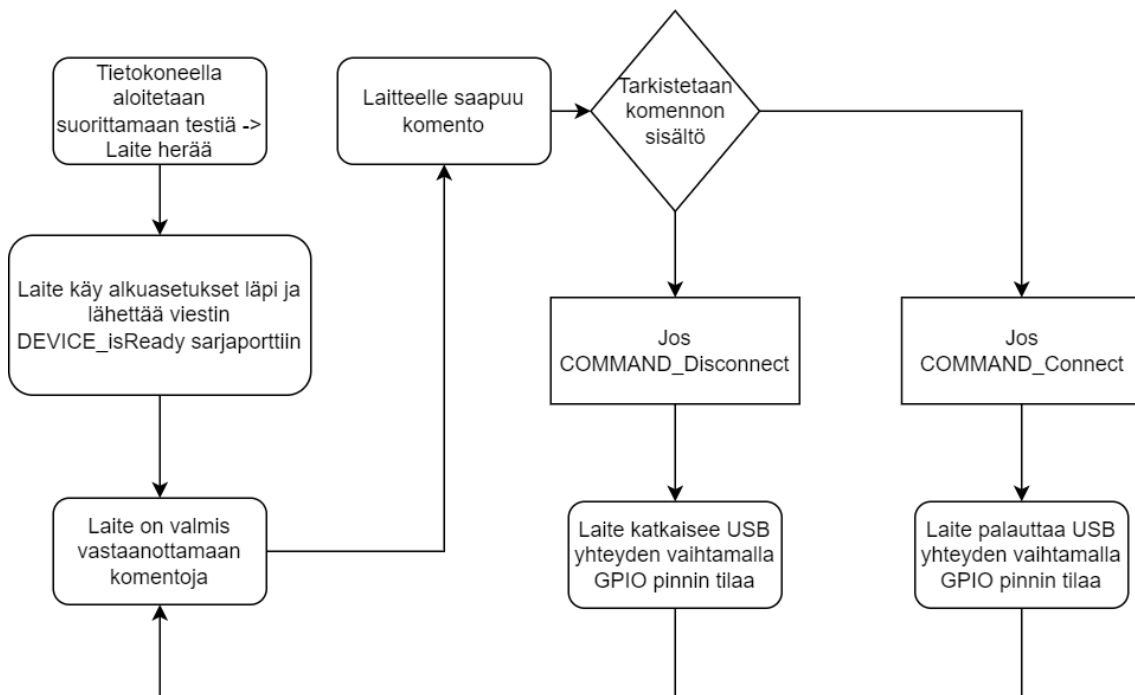 Tietokoneella
aloitetaan
suorittamaan testiä ->
Laite herää
Laite käy alkuasetukset läpi ja
lähettää viestin
DEVICE_isReady sarjaporttiin
Laite on valmis
vastaanottamaan
komentoja
Laitteelle saapuu
komento
Tarkistetaan
komennon
sisältö
Jos
COMMAND_Disconnect
Laite katkaisee USB
yhteyden vaihtamalla
GPIO pinnin tilaa
Jos
COMMAND_Connect
Laite palauttaa USB
yhteyden vaihtamalla
GPIO pinnin tilaa